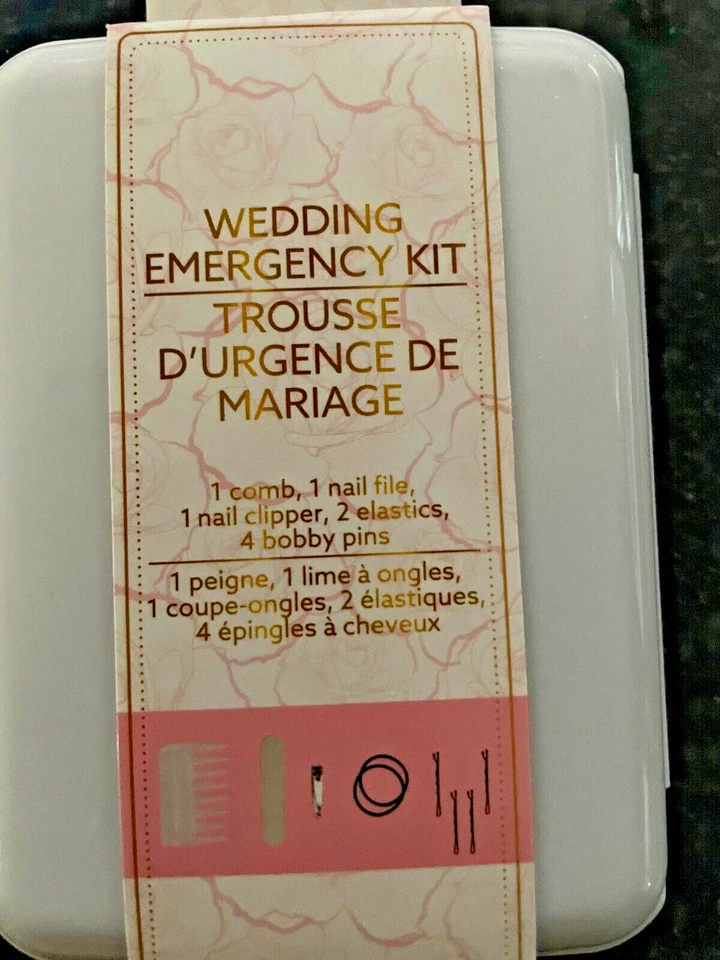 WEDDING
EMERGENCY KIT
TROUSSE
D'URGENCE DE
MARIAGE
1 comb, 1 nail file,
1 nail clipper, 2 elastics,
4 bobby pins
1 peigne, 1 lime à ongles,
1 coupe-ongles, 2 élastiques,
4 épingles à cheveux